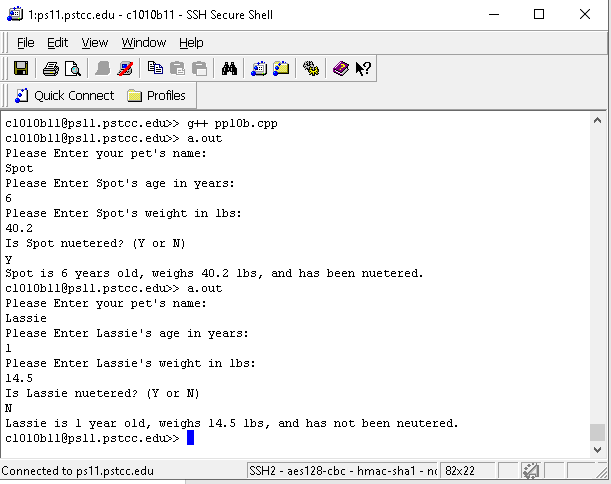 1:ps11.pstcc.edu - c1010b11 - SSH Secure Shell
File Edit View Window Help
Quick Connect Profiles
c1010b11@ps11.pstcc.edu>> g++ pp10b.cpp
c1010b11@ps11.pstcc.edu>> a.out
Please Enter your pet's name:
Spot
Please Enter Spot's age in years:
6
Please Enter Spot's weight in lbs:
40.2
Is Spot nuetered? (Y or N)
y
Spot is 6 years old, weighs 40.2 lbs, and has been nuetered.
c1010b11@ps11.pstcc.edu>> a.out
Please Enter your pet's name:
Lassie
Please Enter Lassie's age in years:
1
Please Enter Lassie's weight in lbs:
14.5
Is Lassie nuetered? (Y or N)
N
Lassie is 1 year old, weighs 14.5 lbs, and has not been neutered.
c1010b11@ps11.pstcc.edu>>
Connected to ps11.pstcc.edu SSH2 - aes128-cbc - hmac-sha1 - nc 82x22